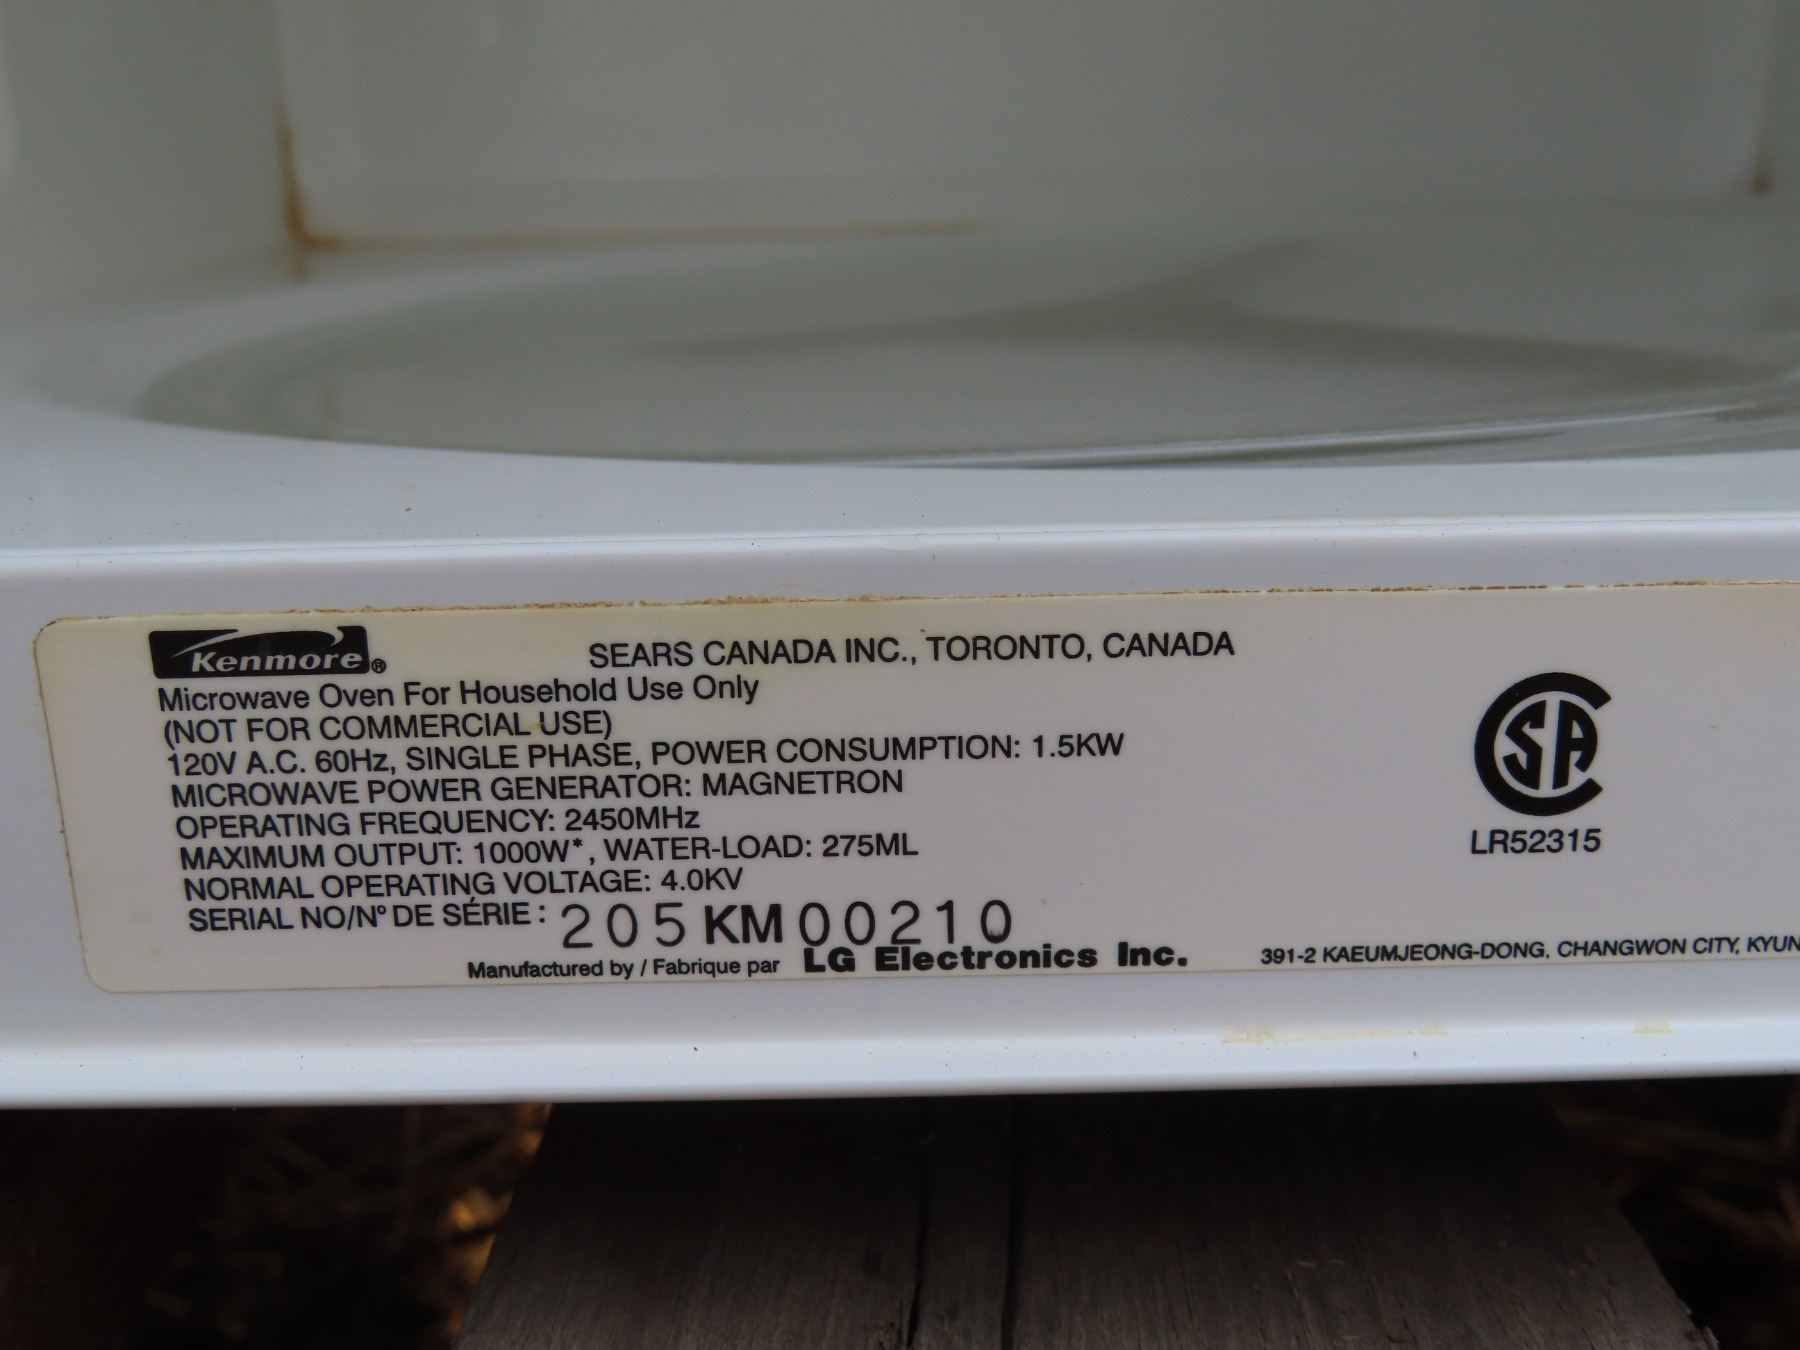 Kenmore®
SEARS CANADA INC., TORONTO, CANADA
Microwave Oven For Household Use Only
(NOT FOR COMMERCIAL USE)
120V A.C. 60Hz, SINGLE PHASE, POWER CONSUMPTION: 1.5KW
MICROWAVE POWER GENERATOR: MAGNETRON
OPERATING FREQUENCY: 2450MHz
MAXIMUM OUTPUT: 1000W*, WATER-LOAD: 275ML
NORMAL OPERATING VOLTAGE: 4.0KV
SERIAL NO/Nº DE SÉRIE: 205KM00210
Manufactured by / Fabrique par LG Electronics Inc.
391-2 KAEUMJEONG-DONG, CHANGWON CITY, KYUN
CSA
LR52315